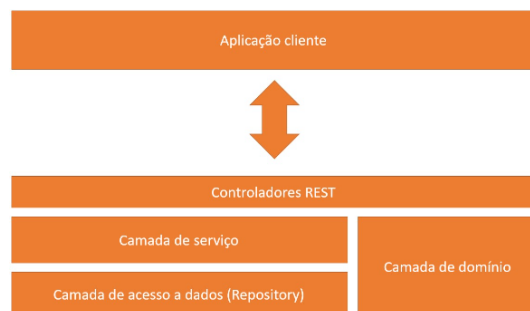 Aplicação cliente
Controladores REST
Camada de serviço
Camada de domínio
Camada de acesso a dados (Repository)